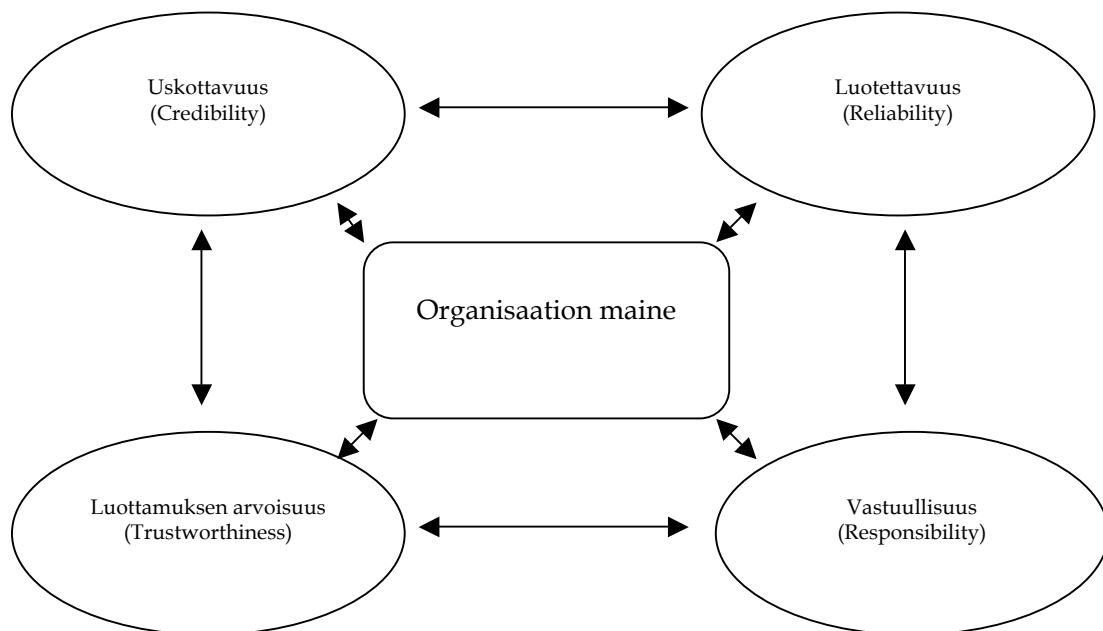 Uskottavuus
(Credibility)
Luotettavuus
(Reliability)
Organisaation maine
Luottamuksen arvoisuus
(Trustworthiness)
Vastuullisuus
(Responsibility)